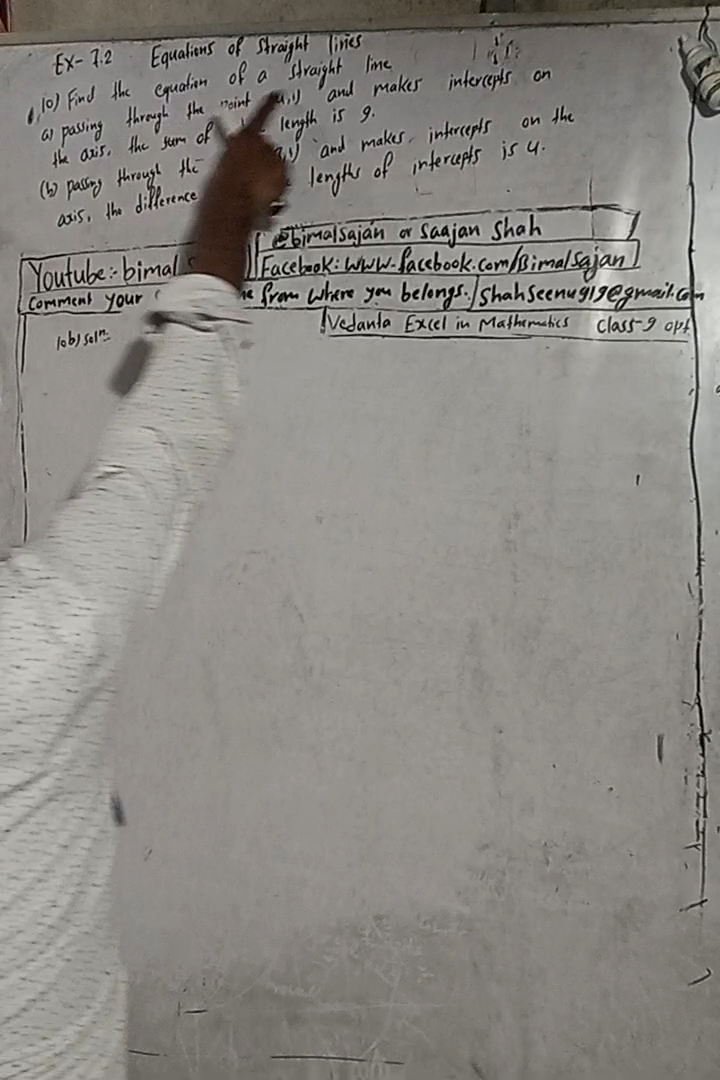 Ex- 7.2 Equations of Straight lines
10) Find the equation of a straight line
a) passing through the point and makes intercepts on
the axis, the sum of length is 9.
(b) passing through the and makes intercepts on the
axis, the difference lengths of intercepts is 4.
bimalsajan or Saajan Shah
Youtube:- bimal Facebook: www.facebook.com/Bimalsajan
Comment your from where you belongs./Shahseenu919@gmail.com
10b) soln: Vedanta Excel in Mathematics Class-9 opt